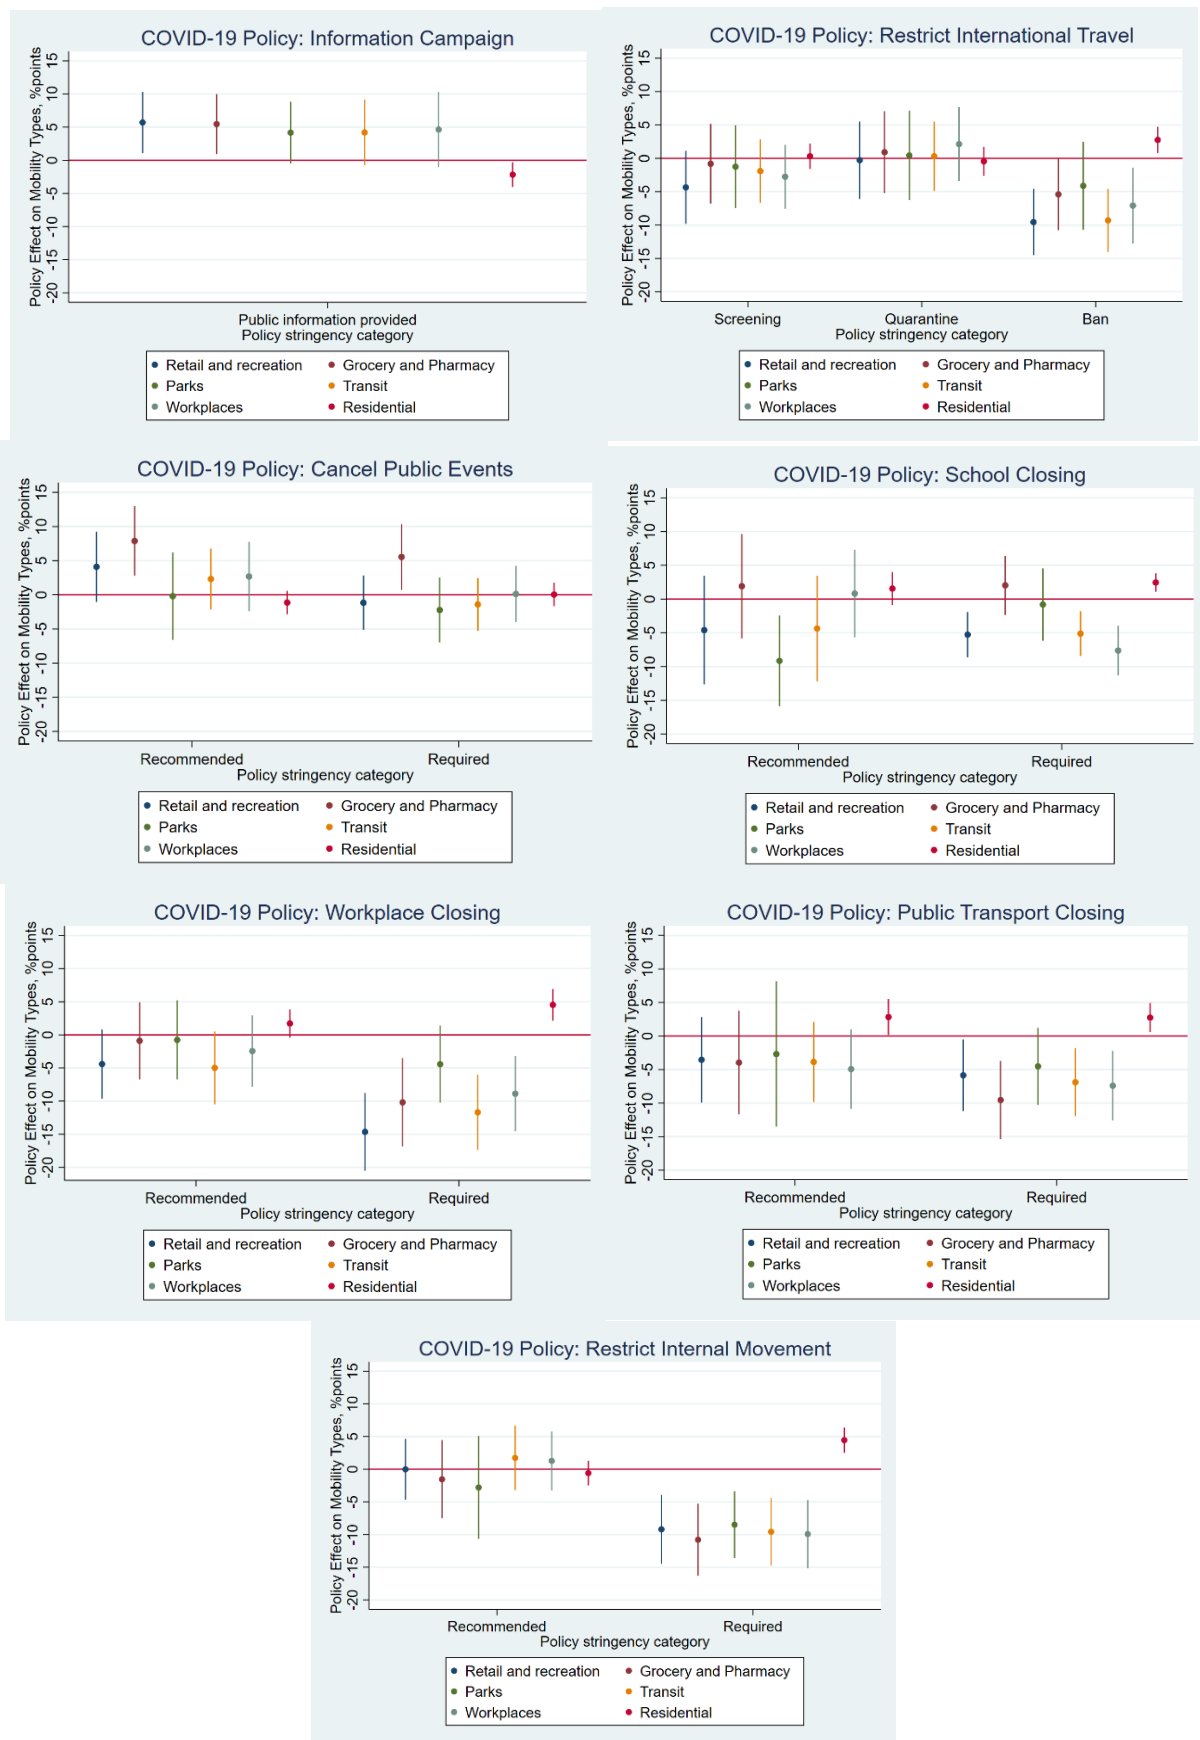 COVID-19 Policy: Information Campaign
Policy Effect on Mobility Types, %points
15
10
5
0
-5
-10
-15
-20
Public information provided
Policy stringency category
Retail and recreation Grocery and Pharmacy
Parks Transit
Workplaces Residential
COVID-19 Policy: Restrict International Travel
Policy Effect on Mobility Types, %points
15
10
5
0
-5
-10
-15
-20
Screening Quarantine Ban
Policy stringency category
Retail and recreation Grocery and Pharmacy
Parks Transit
Workplaces Residential
COVID-19 Policy: Cancel Public Events
Policy Effect on Mobility Types, %points
15
10
5
0
-5
-10
-15
-20
Recommended Required
Policy stringency category
Retail and recreation Grocery and Pharmacy
Parks Transit
Workplaces Residential
COVID-19 Policy: School Closing
Policy Effect on Mobility Types, %points
15
10
5
0
-5
-10
-15
-20
Recommended Required
Policy stringency category
Retail and recreation Grocery and Pharmacy
Parks Transit
Workplaces Residential
COVID-19 Policy: Workplace Closing
Policy Effect on Mobility Types, %points
15
10
5
0
-5
-10
-15
-20
Recommended Required
Policy stringency category
Retail and recreation Grocery and Pharmacy
Parks Transit
Workplaces Residential
COVID-19 Policy: Public Transport Closing
Policy Effect on Mobility Types, %points
15
10
5
0
-5
-10
-15
-20
Recommended Required
Policy stringency category
Retail and recreation Grocery and Pharmacy
Parks Transit
Workplaces Residential
COVID-19 Policy: Restrict Internal Movement
Policy Effect on Mobility Types, %points
15
10
5
0
-5
-10
-15
-20
Recommended Required
Policy stringency category
Retail and recreation Grocery and Pharmacy
Parks Transit
Workplaces Residential